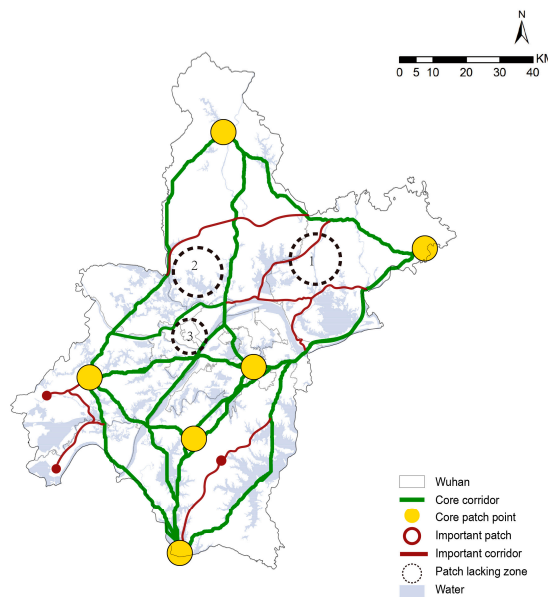 N
KM
0 5 10 20 30 40
1
2
3
Wuhan
Core corridor
Core patch point
Important patch
Important corridor
Patch lacking zone
Water